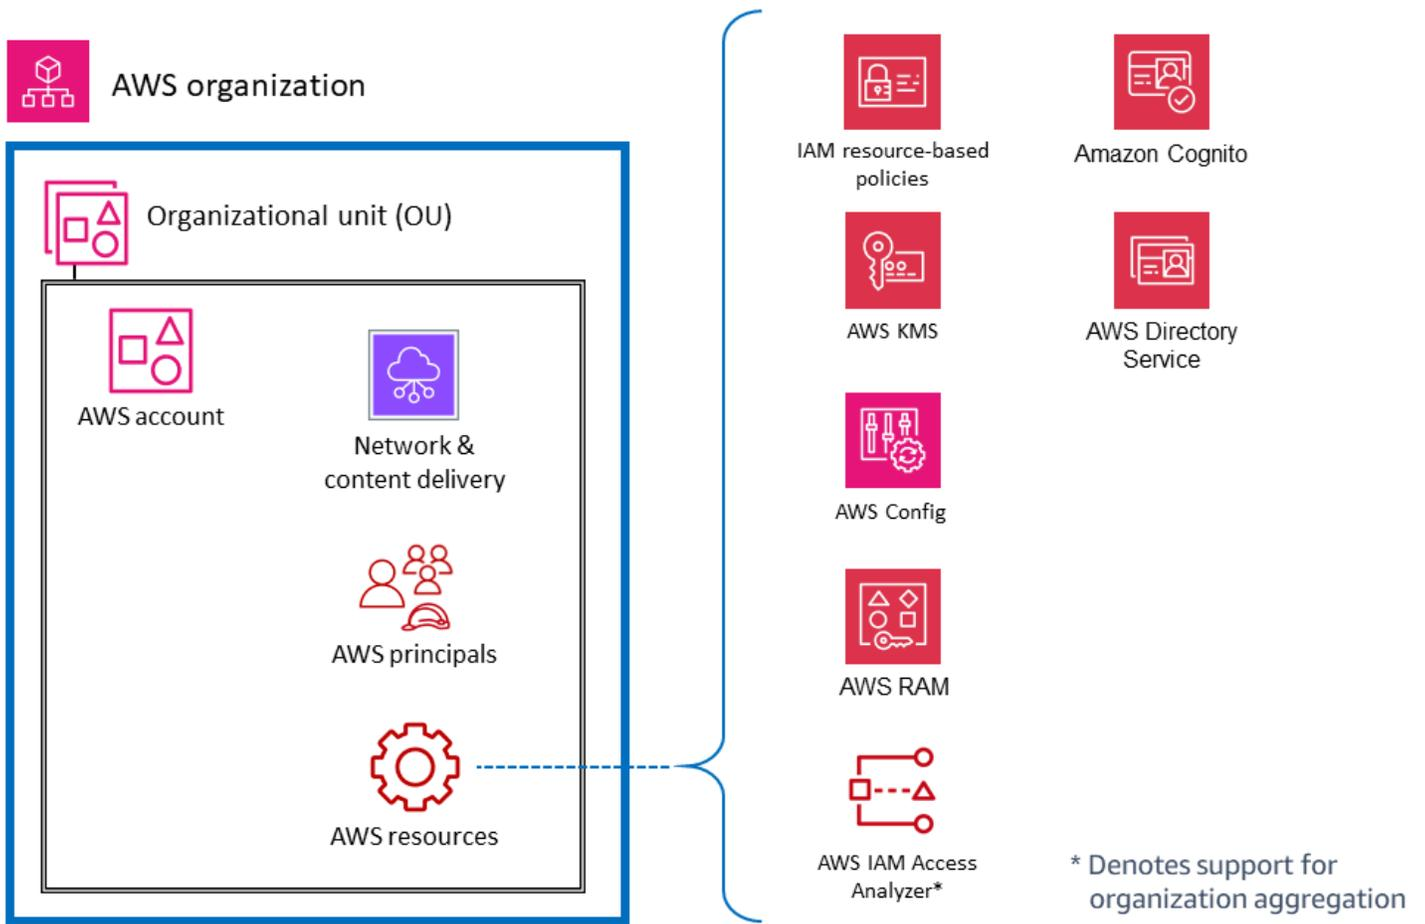 AWS organization
Organizational unit (OU)
AWS account
Network &
content delivery
AWS principals
AWS resources
IAM resource-based
policies
Amazon Cognito
AWS KMS
AWS Directory
Service
AWS Config
AWS RAM
AWS IAM Access
Analyzer*
* Denotes support for
organization aggregation